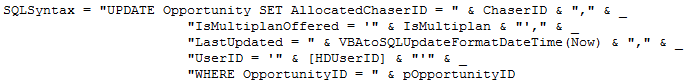 SQLSyntax = "UPDATE Opportunity SET AllocatedChaserID = " & ChaserID & "," & _
"IsMultiplanOffered = '" & IsMultiplan & "'," & _
"LastUpdated = " & VBAtoSQLUpdateFormatDateTime(Now) & "," & _
"UserID = '" & [HDUserID] & "'" & _
"WHERE OpportunityID = " & pOpportunityID